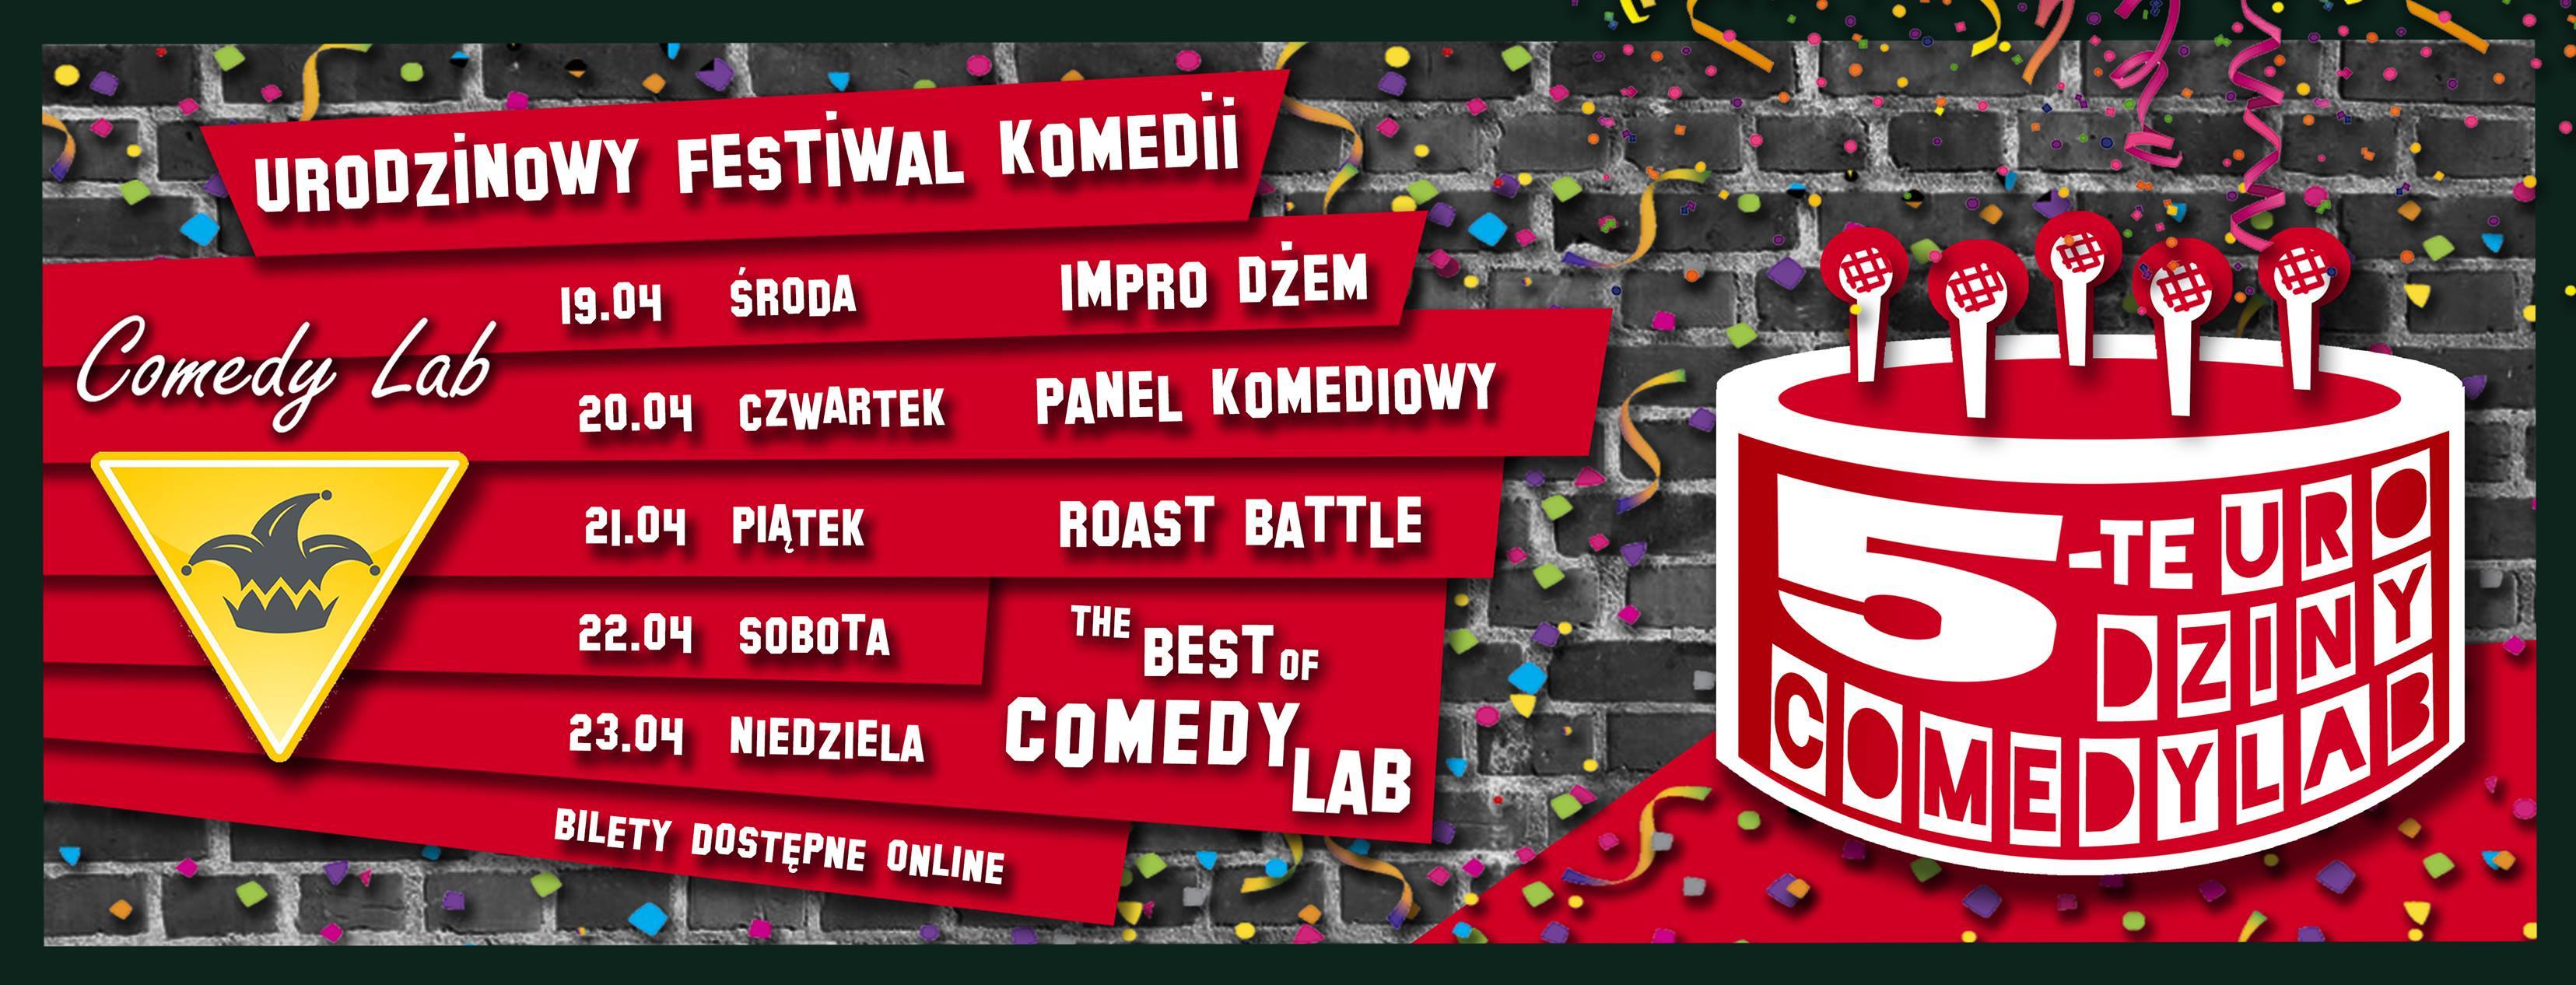 URODZINOWY FESTIWAL KOMEDII
Comedy Lab
19.04 ŚRODA IMPRO DŻEM
20.04 CZWARTEK PANEL KOMEDIOWY
21.04 PIĄTEK ROAST BATTLE
22.04 SOBOTA
23.04 NIEDZIELA
THE BEST OF
COMEDY
LAB
BILETY DOSTĘPNE ONLINE
5-TE URO
DZINY
COMEDYLAB